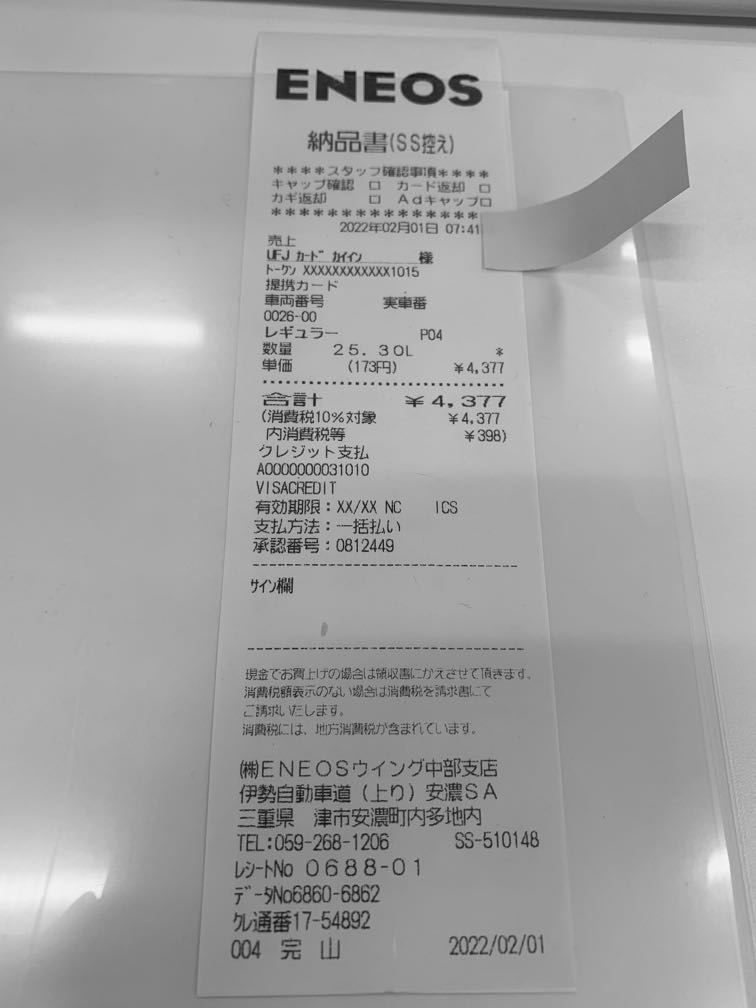 ENEOS
納品書(SS控え)
****スタッフ確認事項****
キャップ確認 □ カード返却 □
カギ返却 □ Adキャップ□
****************
2022年02月01日 07:41
売上
UFJ カード カイイン 様
トークン XXXXXXXXXXXX1015
提携カード
車両番号 実車番
0026-00
レギュラー P04
数量 25.30L *
単価 (173円) ¥4,377
合計 ¥4,377
(消費税10%対象 ¥4,377
内消費税等 ¥398)
クレジット支払
A0000000031010
VISACREDIT
有効期限:XX/XX NC ICS
支払方法:一括払い
承認番号:0812449
サイン欄
現金でお買上げの場合は領収書にかえさせて頂きます。
消費税額表示のない場合は消費税を請求書にて
ご請求いたします。
消費税には、地方消費税が含まれています。
(株)ENEOSウイング中部支店
伊勢自動車道(上り)安濃SA
三重県 津市安濃町内多地内
TEL:059-268-1206 SS-510148
レシートNo 0688-01
データNo6860-6862
クレ通番17-54892
004 完 山 2022/02/01